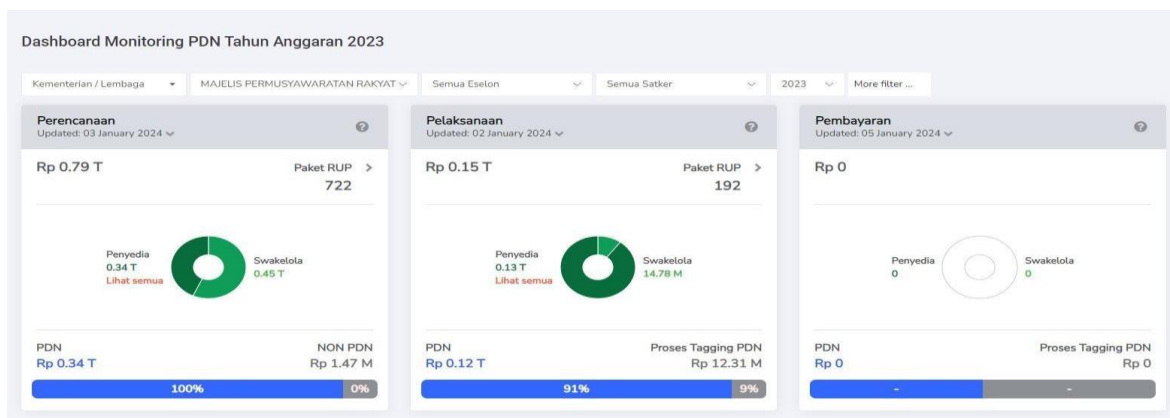 Dashboard Monitoring PDN Tahun Anggaran 2023
Kementerian / Lembaga
MAJELIS PERMUSYAWARATAN RAKYAT
Semua Eselon
Semua Satker
2023
More filter ...
Perencanaan
Updated: 03 January 2024
Rp 0.79 T
Paket RUP >
722
Penyedia
0.34 T
Lihat semua
Swakelola
0.45 T
PDN
Rp 0.34 T
NON PDN
Rp 1.47 M
100%
0%
Pelaksanaan
Updated: 02 January 2024
Rp 0.15 T
Paket RUP >
192
Penyedia
0.13 T
Lihat semua
Swakelola
14.78 M
PDN
Rp 0.12 T
Proses Tagging PDN
Rp 12.31 M
91%
9%
Pembayaran
Updated: 05 January 2024
Rp 0
Penyedia
0
Swakelola
0
PDN
Rp 0
Proses Tagging PDN
Rp 0
-
-